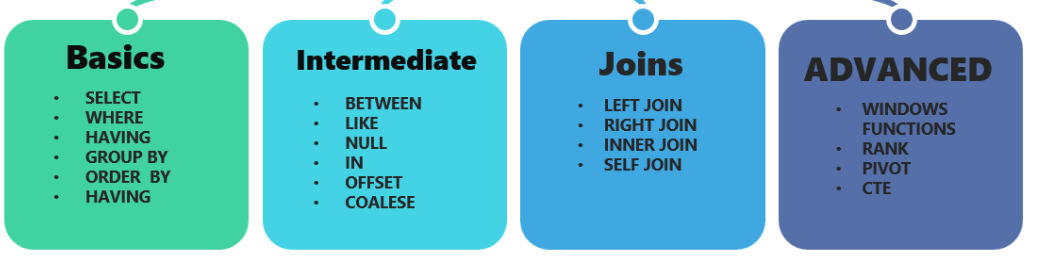 Basics
• SELECT
• WHERE
• HAVING
• GROUP BY
• ORDER BY
• HAVING
Intermediate
• BETWEEN
• LIKE
• NULL
• IN
• OFFSET
• COALESE
Joins
• LEFT JOIN
• RIGHT JOIN
• INNER JOIN
• SELF JOIN
ADVANCED
• WINDOWS
FUNCTIONS
• RANK
• PIVOT
• CTE